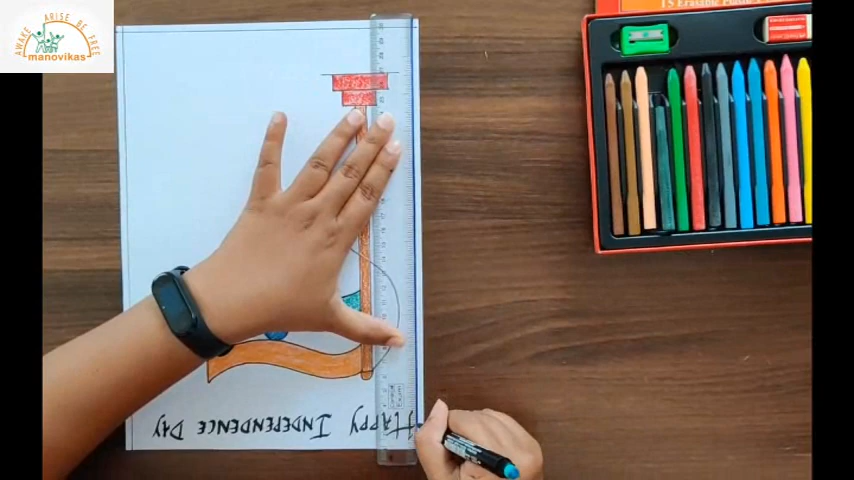 AWAKE ARISE BE FREE
manovikas
15 Erasable Plastic
HAPPY INDEPENDENCE DAY